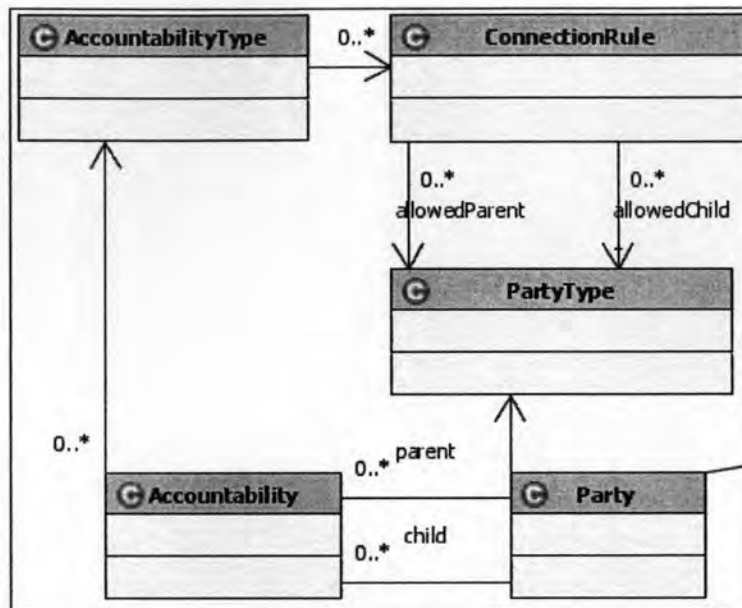 C AccountabilityType
0..*
C ConnectionRule
0..*
allowedParent
0..*
allowedChild
C PartyType
0..*
parent
0..*
C Accountability
C Party
child
0..*